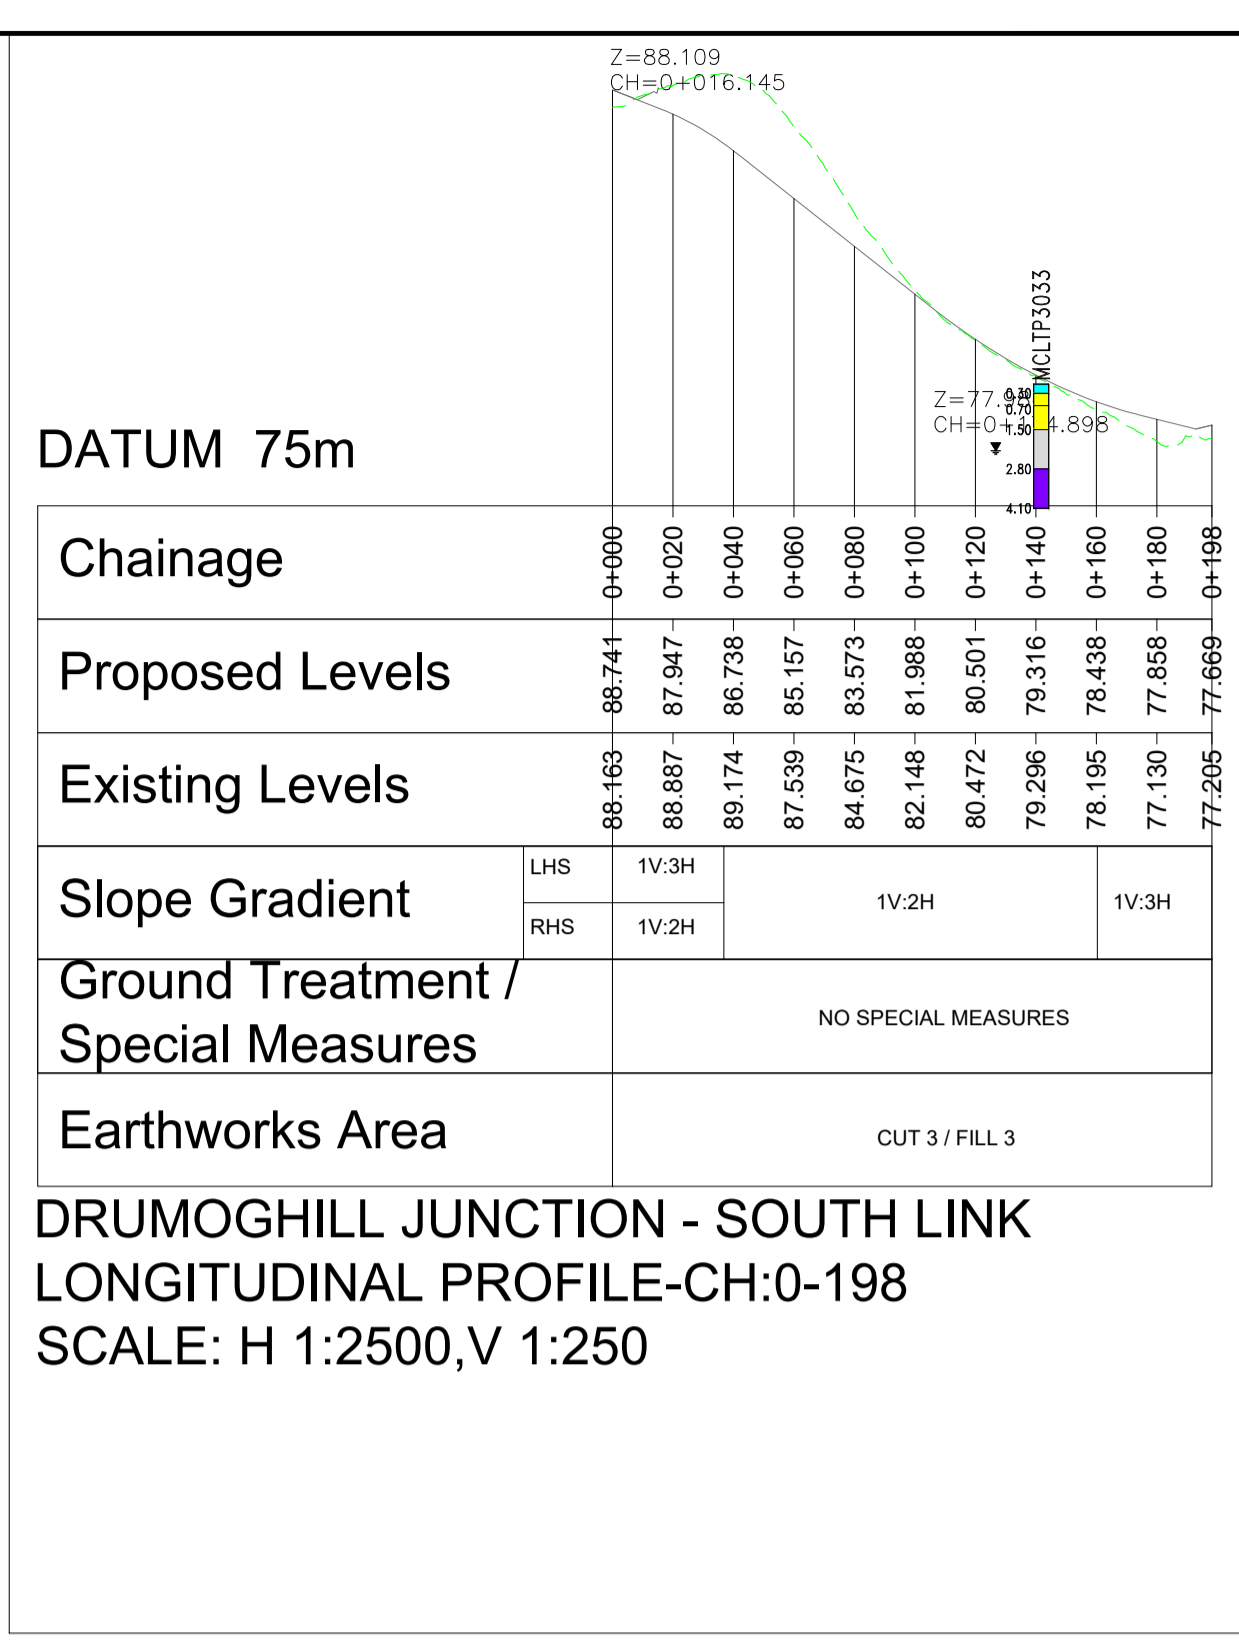 Z=88.109
CH=0+016.145
MCLTP3033
0.30
0.70
1.50
2.80
4.10
DATUM 75m
Chainage 0+000 0+020 0+040 0+060 0+080 0+100 0+120 0+140 0+160 0+180 0+198
Proposed Levels 88.741 87.947 86.738 85.157 83.573 81.988 80.501 79.316 78.438 77.858 77.669
Existing Levels 88.163 88.887 89.174 87.539 84.675 82.148 80.472 79.296 78.195 77.130 77.205
Slope Gradient
LHS 1V:3H
RHS 1V:2H
1V:2H
1V:3H
Ground Treatment /
Special Measures
NO SPECIAL MEASURES
Earthworks Area
CUT 3 / FILL 3
DRUMOGHILL JUNCTION - SOUTH LINK
LONGITUDINAL PROFILE-CH:0-198
SCALE: H 1:2500,V 1:250